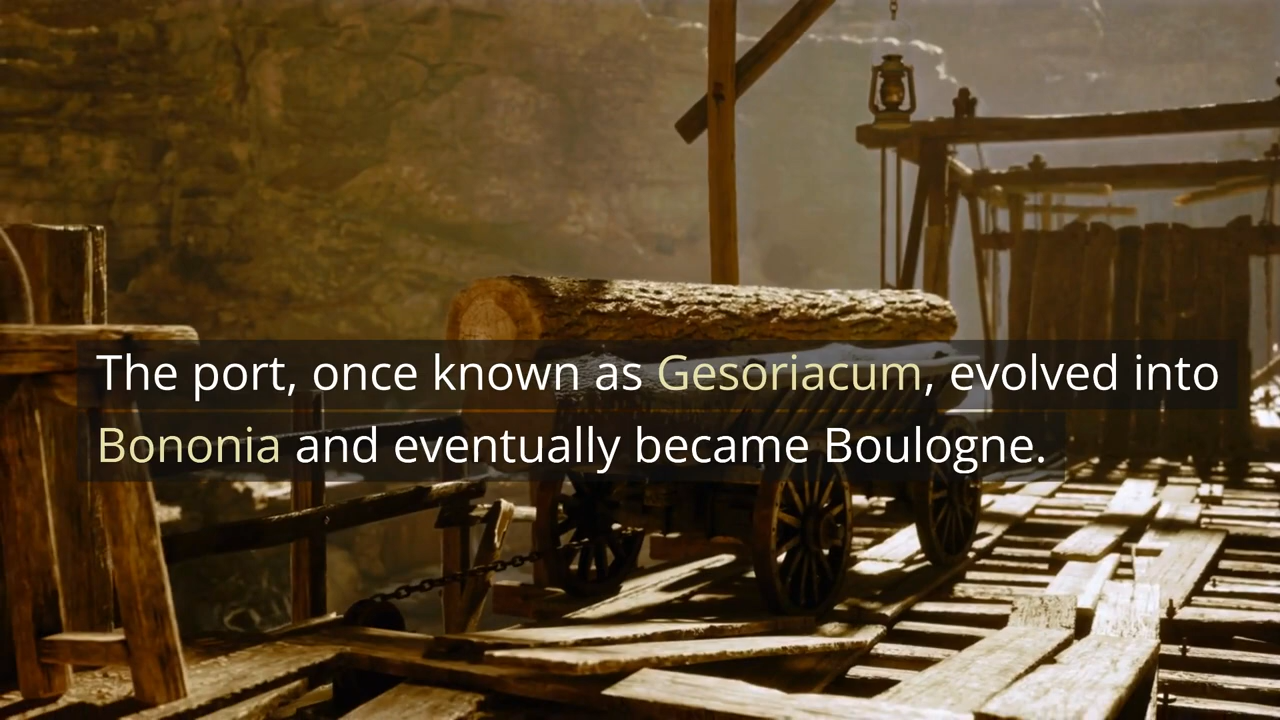 The port, once known as Gesoriacum, evolved into
Bononia and eventually became Boulogne.